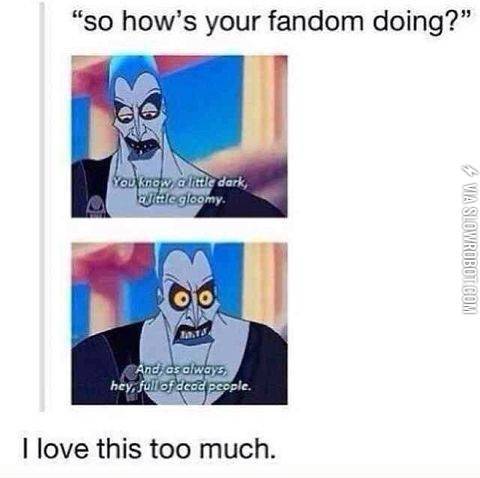 “so how’s your fandom doing?”
You know, a little dark,
a little gloomy.
And, as always,
hey, full of dead people.
I love this too much.
VIA SLOWROBOT.COM